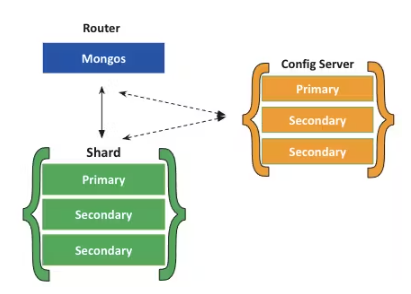 Router
Mongos
Config Server
Primary
Secondary
Secondary
Shard
Primary
Secondary
Secondary